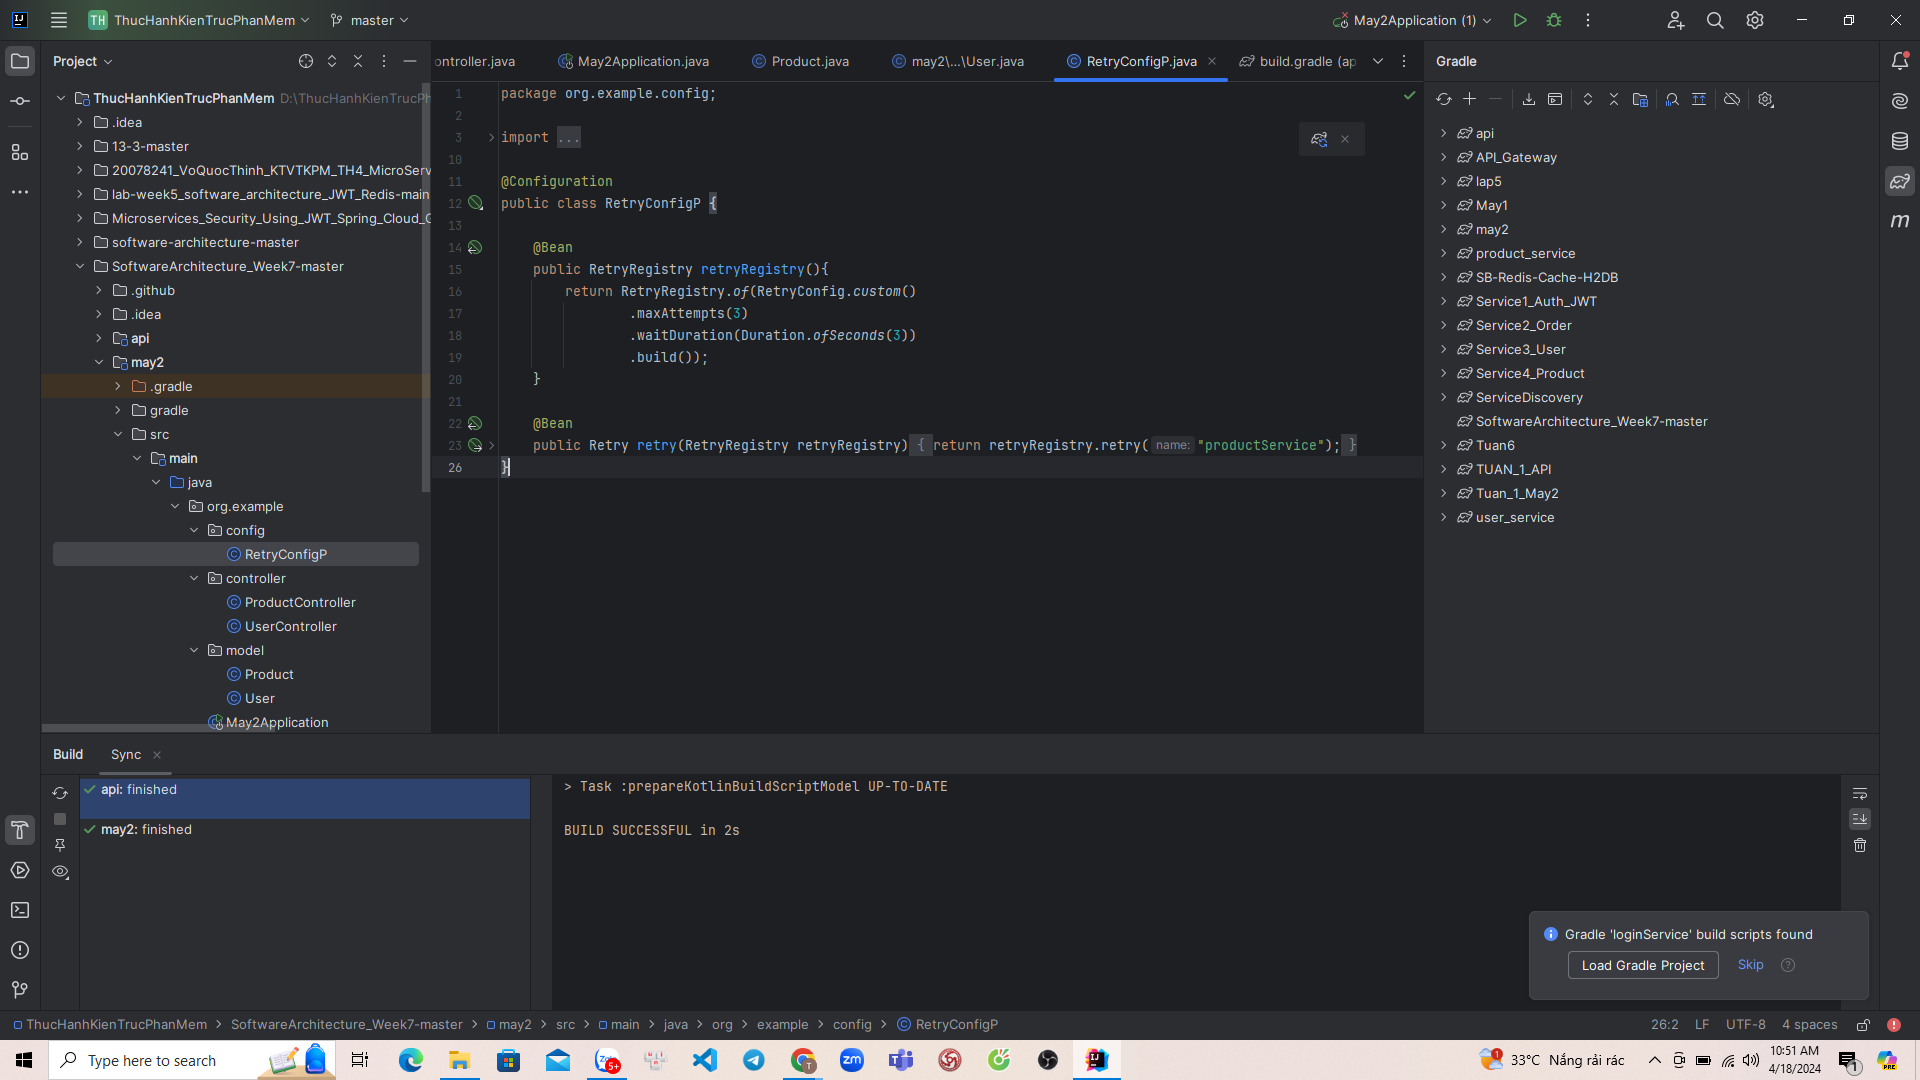 TH ThucHanhKienTrucPhanMem master May2Application (1)
Project
ontroller.java May2Application.java Product.java may2\...\User.java RetryConfigP.java build.gradle (ap
Gradle
ThucHanhKienTrucPhanMem D:\ThucHanhKienTrucPh
.idea
13-3-master
20078241_VoQuocThinh_KTVTKPM_TH4_MicroServ
lab-week5_software_architecture_JWT_Redis-main
Microservices_Security_Using_JWT_Spring_Cloud_G
software-architecture-master
SoftwareArchitecture_Week7-master
.github
.idea
api
may2
.gradle
gradle
src
main
java
org.example
config
RetryConfigP
controller
ProductController
UserController
model
Product
User
May2Application
1 package org.example.config;
2
3 import ...
10
11 @Configuration
12 public class RetryConfigP {
13
14 @Bean
15 public RetryRegistry retryRegistry(){
16 return RetryRegistry.of(RetryConfig.custom()
17 .maxAttempts(3)
18 .waitDuration(Duration.ofSeconds(3))
19 .build());
20 }
21
22 @Bean
23 public Retry retry(RetryRegistry retryRegistry) { return retryRegistry.retry( name: "productService"); }
26 }
api
API_Gateway
lap5
May1
may2
product_service
SB-Redis-Cache-H2DB
Service1_Auth_JWT
Service2_Order
Service3_User
Service4_Product
ServiceDiscovery
SoftwareArchitecture_Week7-master
Tuan6
TUAN_1_API
Tuan_1_May2
user_service
m
Build Sync
api: finished
may2: finished
> Task :prepareKotlinBuildScriptModel UP-TO-DATE
BUILD SUCCESSFUL in 2s
Gradle 'loginService' build scripts found
Load Gradle Project Skip
ThucHanhKienTrucPhanMem > SoftwareArchitecture_Week7-master > may2 > src > main > java > org > example > config > RetryConfigP
26:2 LF UTF-8 4 spaces
Type here to search
Zalo 5+
T
zm
1
33°C Nắng rải rác
10:51 AM
4/18/2024
1
PRE